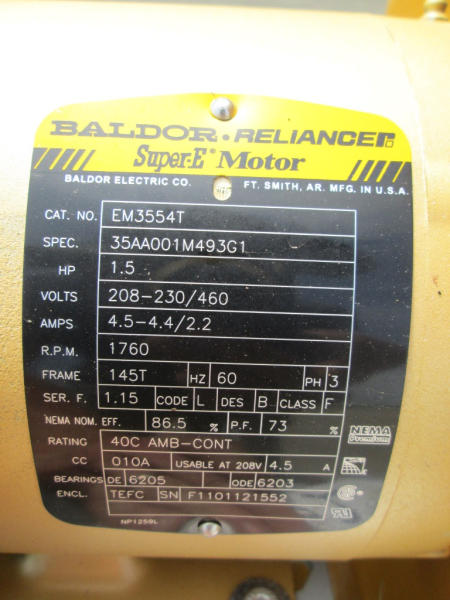 BALDOR • RELIANCER
Super-E® Motor
BALDOR ELECTRIC CO. FT. SMITH, AR. MFG. IN U.S.A.
CAT. NO. EM3554T
SPEC. 35AA001M493G1
HP 1.5
VOLTS 208-230/460
AMPS 4.5-4.4/2.2
R.P.M. 1760
FRAME 145T HZ 60 PH 3
SER. F. 1.15 CODE L DES B CLASS F
NEMA NOM. EFF. 86.5 % P.F. 73 %
RATING 40C AMB-CONT
NEMA
Premium
CC 010A USABLE AT 208V 4.5 A
BEARINGS DE 6205 ODE 6203
ENCL. TEFC SN F1101121552
NP1259L